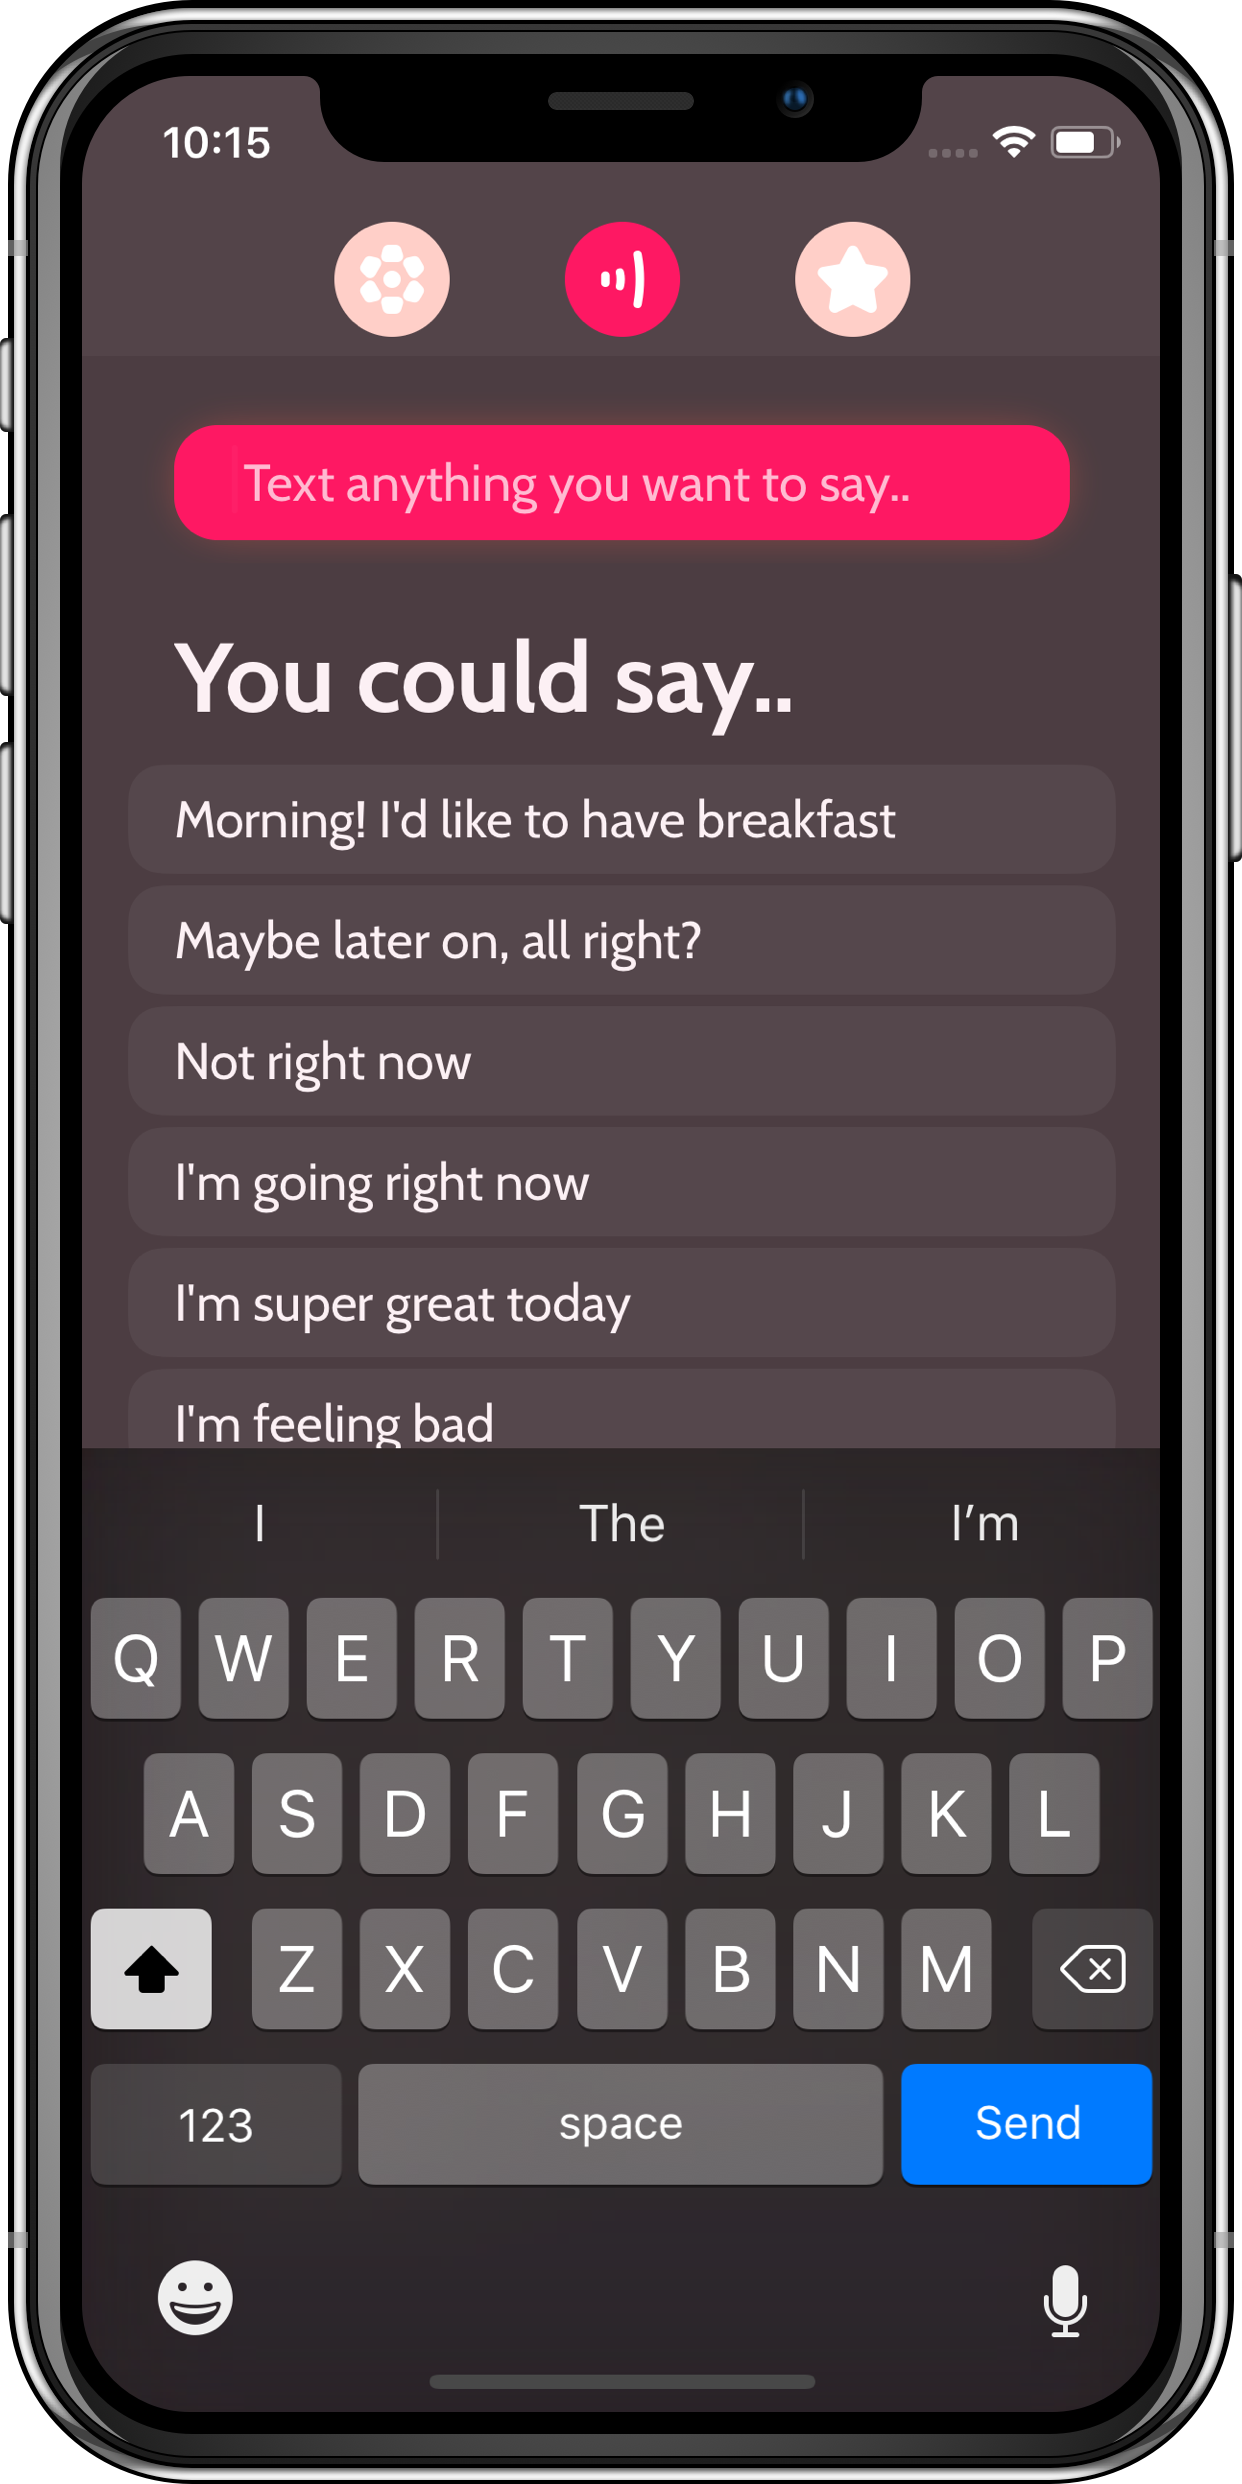 10:15
Text anything you want to say..
You could say..
Morning! I'd like to have breakfast
Maybe later on, all right?
Not right now
I'm going right now
I'm super great today
I'm feeling bad
I The I’m
Q W E R T Y U I O P
A S D F G H J K L
Z X C V B N M
123 space Send